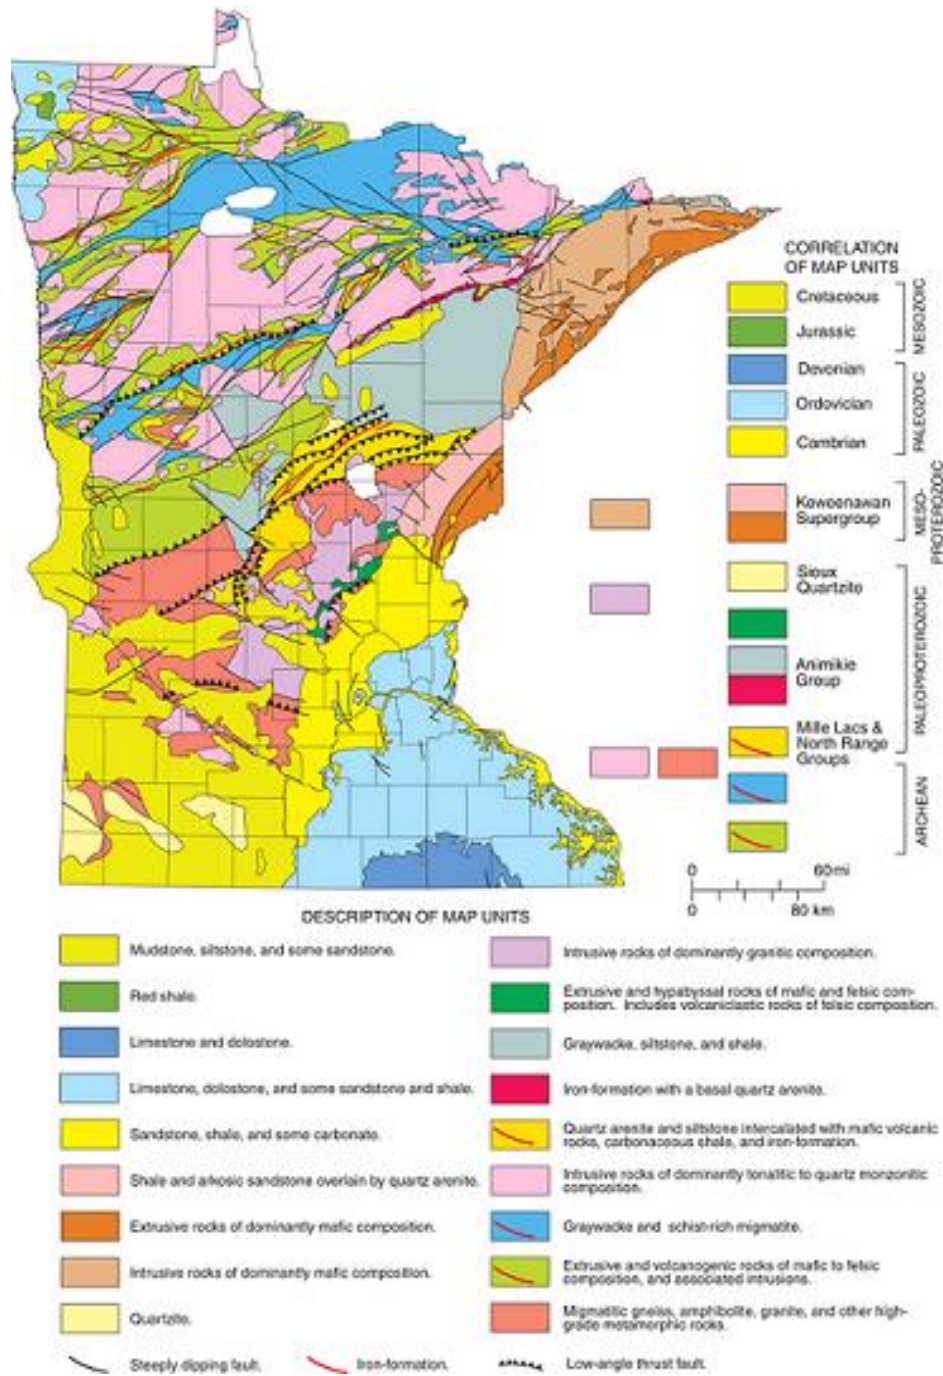 CORRELATION
OF MAP UNITS
Cretaceous
Jurassic
MESOZOIC
Devonian
Ordovician
Cambrian
PALEOZOIC
Keweenawan
Supergroup
MESO-
PROTEROZOIC
Sioux
Quartzite
Animikie
Group
Mille Lacs &
North Range
Groups
PALEOPROTEROZOIC
ARCHEAN
0 60 mi
0 80 km
DESCRIPTION OF MAP UNITS
Mudstone, siltstone, and some sandstone.
Red shale.
Limestone and dolostone.
Limestone, dolostone, and some sandstone and shale.
Sandstone, shale, and some carbonate.
Shale and arkosic sandstone overlain by quartz arenite.
Extrusive rocks of dominantly mafic composition.
Intrusive rocks of dominantly mafic composition.
Quartzite.
Intrusive rocks of dominantly granitic composition.
Extrusive and hypabyssal rocks of mafic and felsic com-
position. Includes volcaniclastic rocks of felsic composition.
Graywacke, siltstone, and shale.
Iron-formation with a basal quartz arenite.
Quartz arenite and siltstone intercalated with mafic volcanic
rocks, carbonaceous shale, and iron-formation.
Intrusive rocks of dominantly tonalitic to quartz monzonitic
composition.
Graywacke and schist-rich migmatite.
Extrusive and volcanogenic rocks of mafic to felsic
composition, and associated intrusions.
Migmatitic gneiss, amphibolite, granite, and other high-
grade metamorphic rocks.
Steeply dipping fault.
Iron-formation.
Low-angle thrust fault.